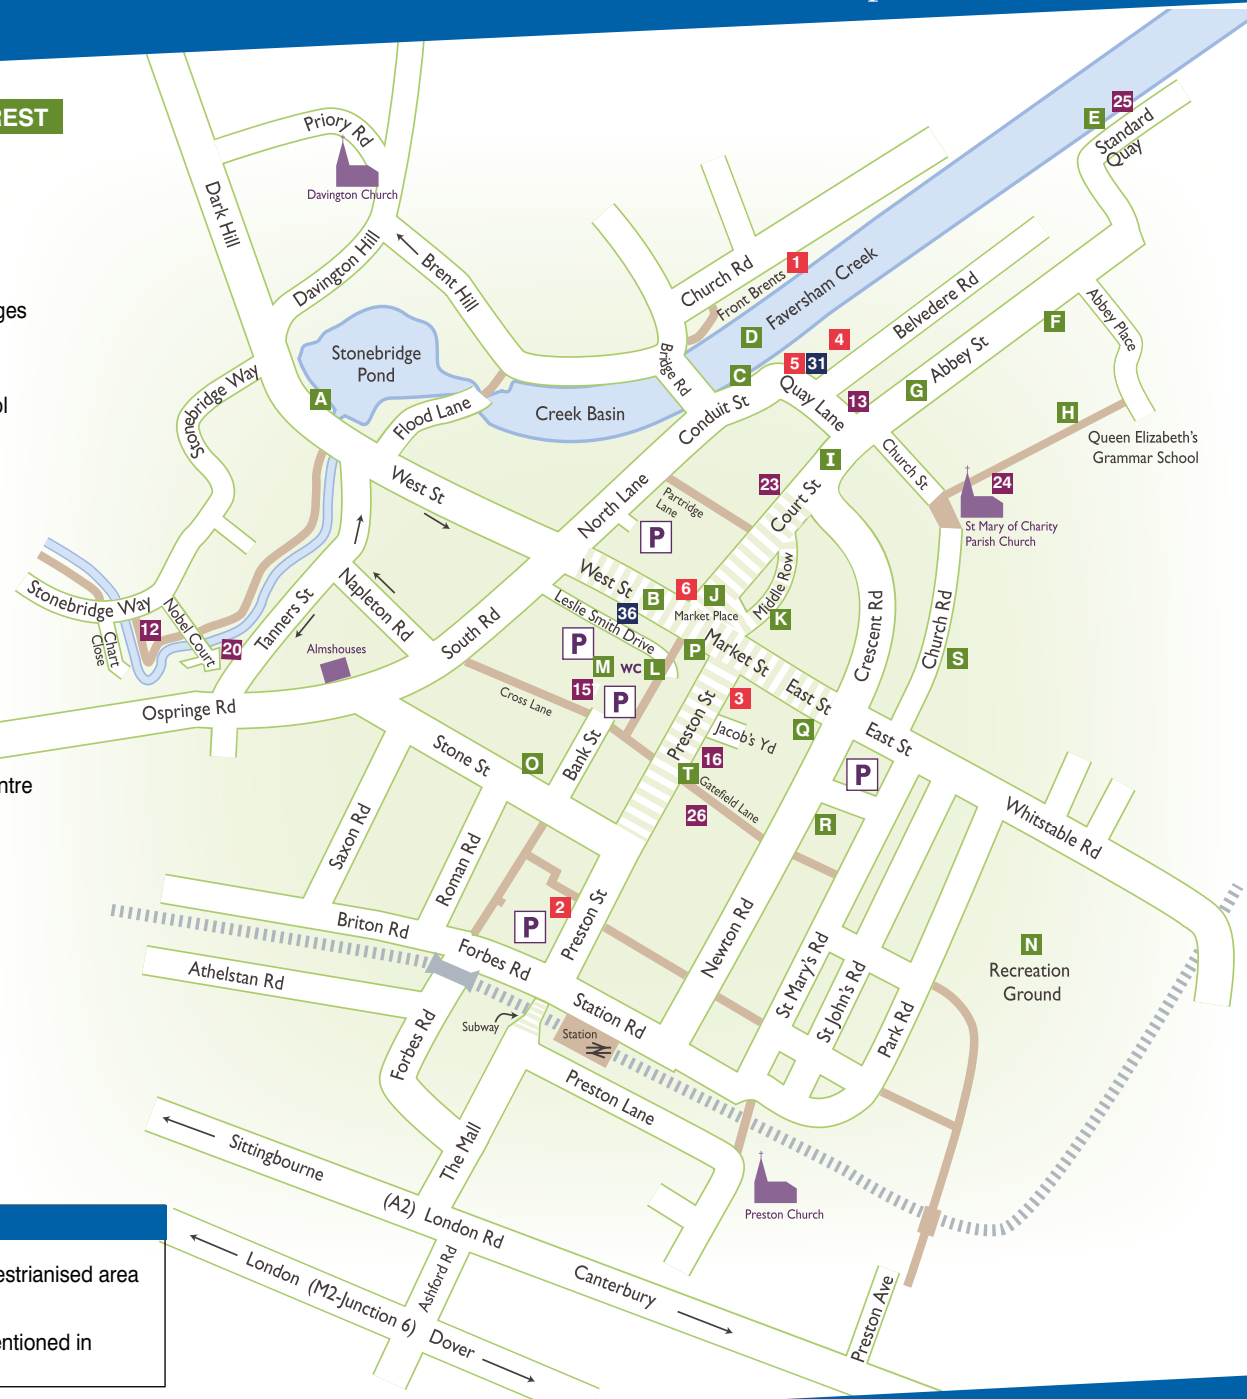 EST
Priory Rd
Davington Church
Dark Hill
Davington Hill
Brent Hill
25
E
Standard
Quay
1
Church Rd
Front Brents
Faversham Creek
ges
D
4
Belvedere Rd
F
Abbey Place
Stonebridge
Pond
Bridge Rd
5
31
C
Abbey St
G
Quay Lane
13
ol
A
Stonebridge Way
Flood Lane
Creek Basin
Conduit St
H
Queen Elizabeth's
Grammar School
I
Church St
West St
23
24
North Lane
Partridge
Lane
Court St
P
St Mary of Charity
Parish Church
West St
Middle Row
Stonebridge Way
Nobel Court
Napleton Rd
Leslie Smith Drive
B
6
J
Market Place
36
K
Crescent Rd
Church Rd
12
Chart
Close
20
Tanners St
Almshouses
South Rd
P
M
WC
L
P
Market St
S
15
P
Cross Lane
East St
3
Preston St
Jacob's Yd
Q
East St
Ospringe Rd
Stone St
O
Bank St
16
T
Gatefield Lane
P
ntre
26
R
Whitstable Rd
Saxon Rd
Roman Rd
2
P
Preston St
Briton Rd
Forbes Rd
Newton Rd
St Mary's Rd
St John's Rd
Park Rd
N
Recreation
Ground
Athelstan Rd
Subway
Station
Station Rd
Forbes Rd
Preston Lane
The Mall
Sittingbourne
(A2) London Rd
Preston Church
London (M2-Junction 6) Dover
Ashford Rd
Canterbury
Preston Ave
estrianised area
entioned in